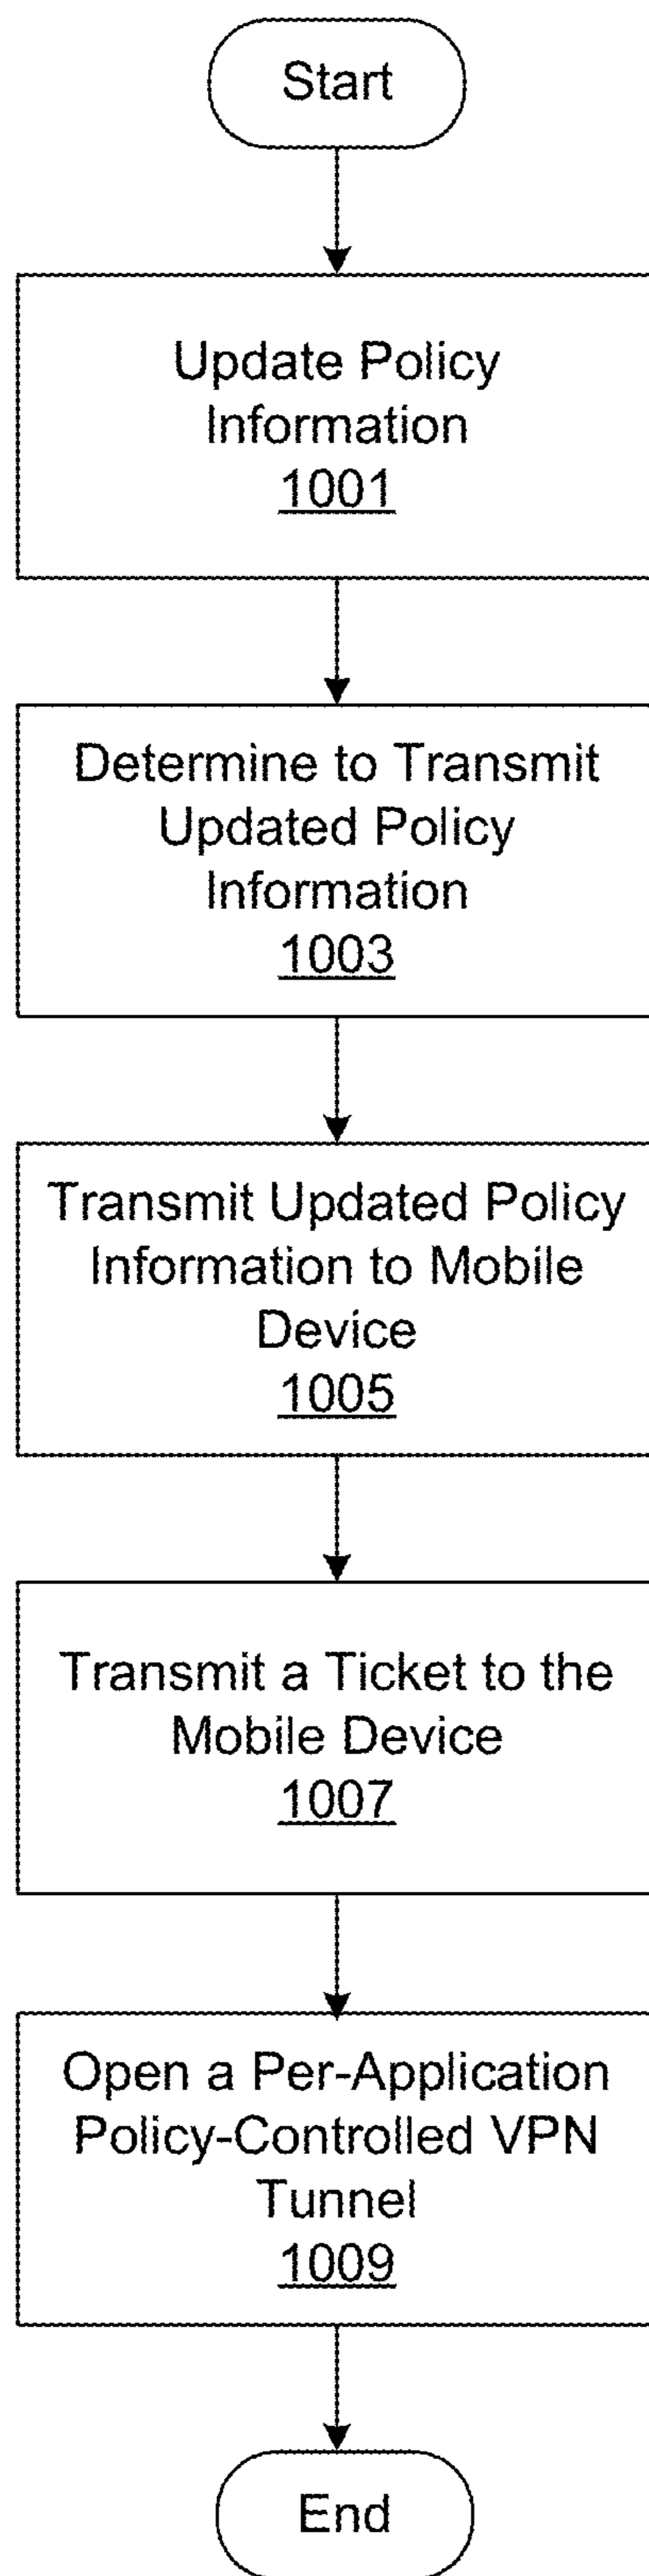 Start
Update Policy
Information
1001
Determine to Transmit
Updated Policy
Information
1003
Transmit Updated Policy
Information to Mobile
Device
1005
Transmit a Ticket to the
Mobile Device
1007
Open a Per-Application
Policy-Controlled VPN
Tunnel
1009
End